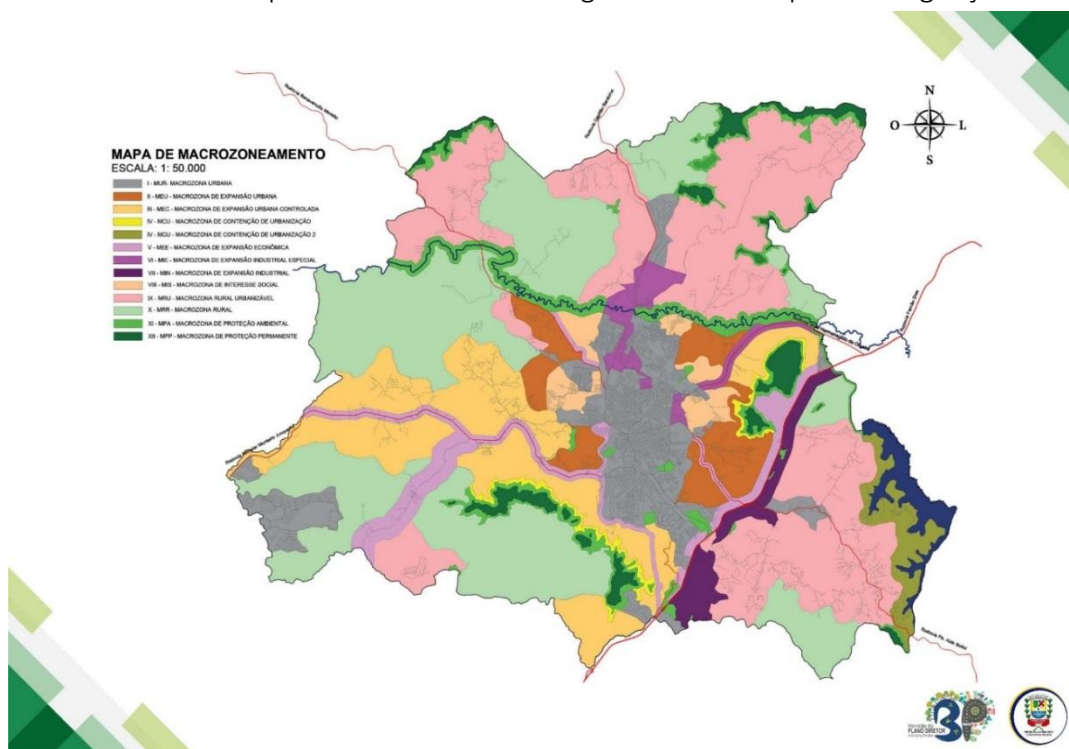 MAPA DE MACROZONEAMENTO
ESCALA: 1: 50.000
I - MUR- MACROZONA URBANA
II - MEU - MACROZONA DE EXPANSÃO URBANA
III - MEC - MACROZONA DE EXPANSÃO URBANA CONTROLADA
IV - MCU - MACROZONA DE CONTENÇÃO DE URBANIZAÇÃO
IV - MCU - MACROZONA DE CONTENÇÃO DE URBANIZAÇÃO 2
V - MEE - MACROZONA DE EXPANSÃO ECONÔMICA
VI - MIE - MACROZONA DE EXPANSÃO INDUSTRIAL ESPECIAL
VII - MIN - MACROZONA DE EXPANSÃO INDUSTRIAL
VIII - MIS - MACROZONA DE INTERESSE SOCIAL
IX - MRU - MACROZONA RURAL URBANIZÁVEL
X - MRR - MACROZONA RURAL
XI - MPA - MACROZONA DE PROTEÇÃO AMBIENTAL
XII - MPP - MACROZONA DE PROTEÇÃO PERMANENTE
N
O
L
S
PLANO DIRETOR
BP